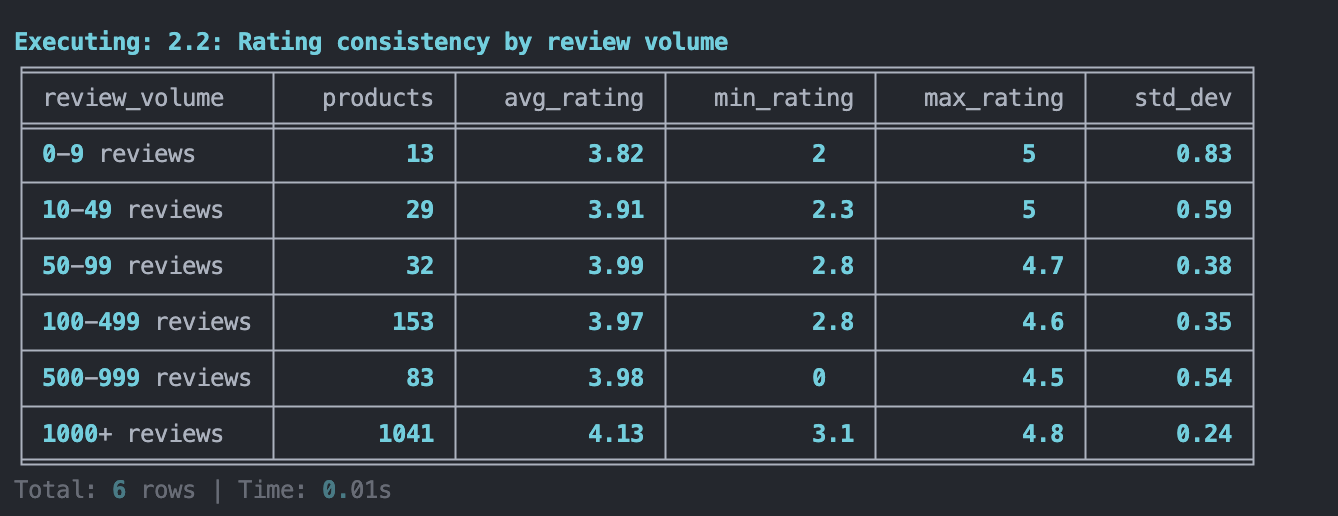 Executing: 2.2: Rating consistency by review volume
review_volume products avg_rating min_rating max_rating std_dev
0-9 reviews 13 3.82 2 5 0.83
10-49 reviews 29 3.91 2.3 5 0.59
50-99 reviews 32 3.99 2.8 4.7 0.38
100-499 reviews 153 3.97 2.8 4.6 0.35
500-999 reviews 83 3.98 0 4.5 0.54
1000+ reviews 1041 4.13 3.1 4.8 0.24
Total: 6 rows | Time: 0.01s